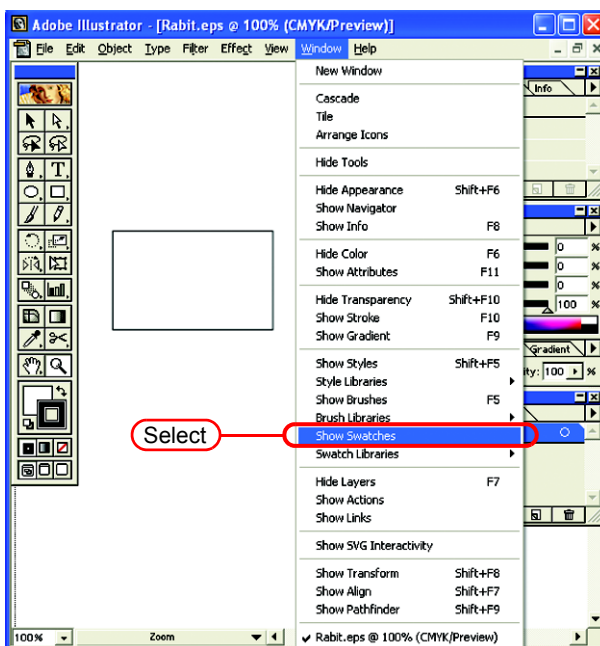 Adobe Illustrator - [Rabit.eps @ 100% (CMYK/Preview)]
File Edit Object Type Filter Effect View Window Help
New Window
Cascade
Tile
Arrange Icons
Hide Tools
Hide Appearance Shift+F6
Show Navigator
Show Info F8
Hide Color F6
Show Attributes F11
Hide Transparency Shift+F10
Show Stroke F10
Show Gradient F9
Show Styles Shift+F5
Style Libraries
Show Brushes F5
Brush Libraries
Show Swatches
Swatch Libraries
Hide Layers F7
Show Actions
Show Links
Show SVG Interactivity
Show Transform Shift+F8
Show Align Shift+F7
Show Pathfinder Shift+F9
✓ Rabit.eps @ 100% (CMYK/Preview)
Select
T
Info
0 %
0 %
0 %
100 %
Gradient
ity: 100 %
100% Zoom